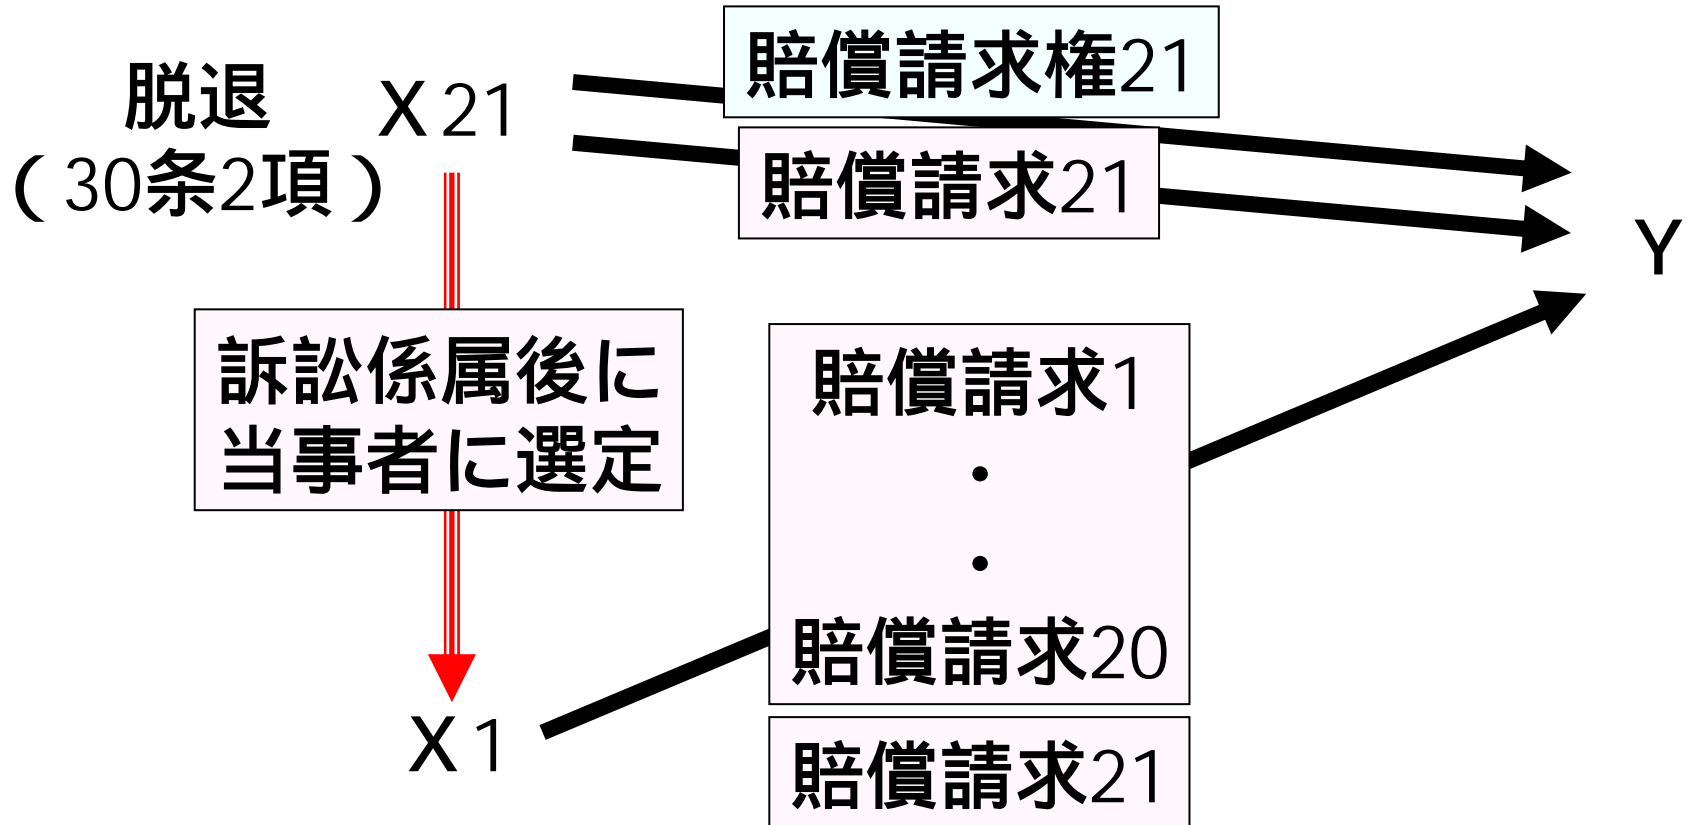 脱退
（30条2項）
X21
賠償請求権21
賠償請求21
Y
訴訟係属後に
当事者に選定
賠償請求1
・
・
賠償請求20
X1
賠償請求21